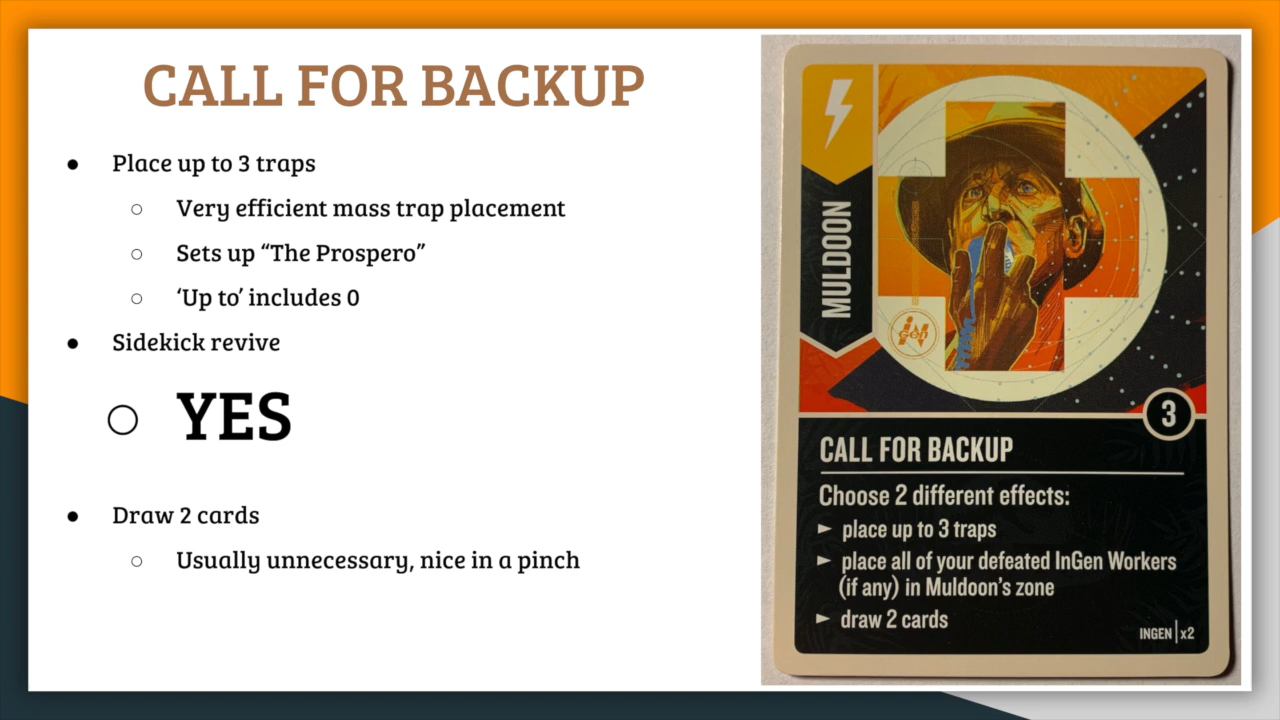 CALL FOR BACKUP
● Place up to 3 traps
○ Very efficient mass trap placement
○ Sets up “The Prospero”
○ ‘Up to’ includes 0
● Sidekick revive
○ YES
● Draw 2 cards
○ Usually unnecessary, nice in a pinch
MULDOON
InGen
3
CALL FOR BACKUP
Choose 2 different effects:
► place up to 3 traps
► place all of your defeated InGen Workers
(if any) in Muldoon’s zone
► draw 2 cards
INGEN | x2